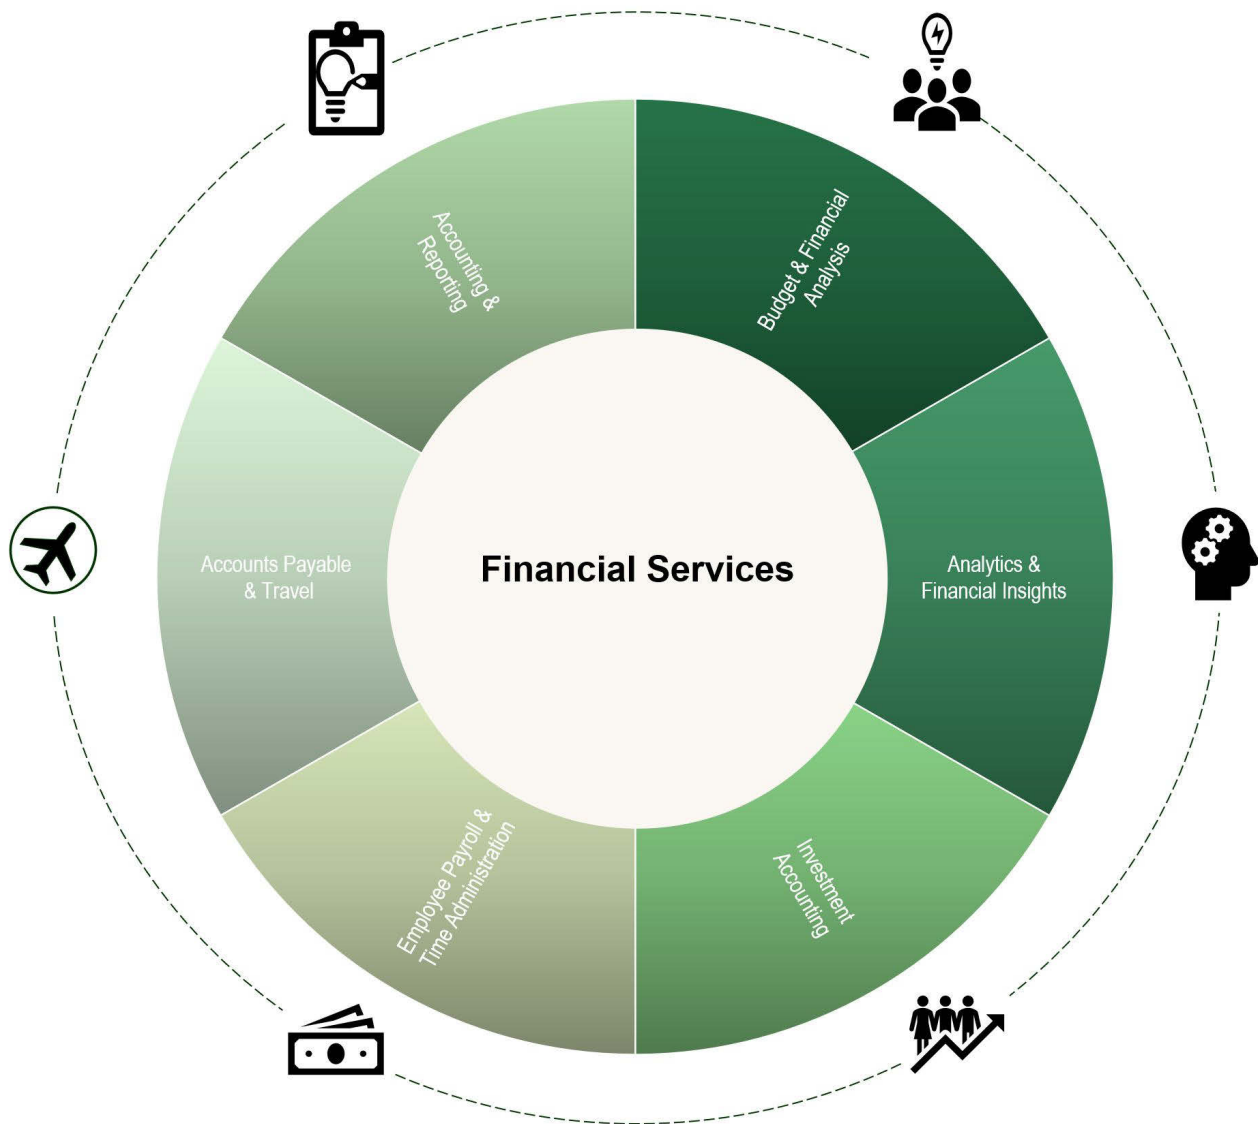 Accounting &
Reporting
Budget & Financial
Analysis
Accounts Payable
& Travel
Financial Services
Analytics &
Financial Insights
Employee Payroll &
Time Administration
Investment
Accounting